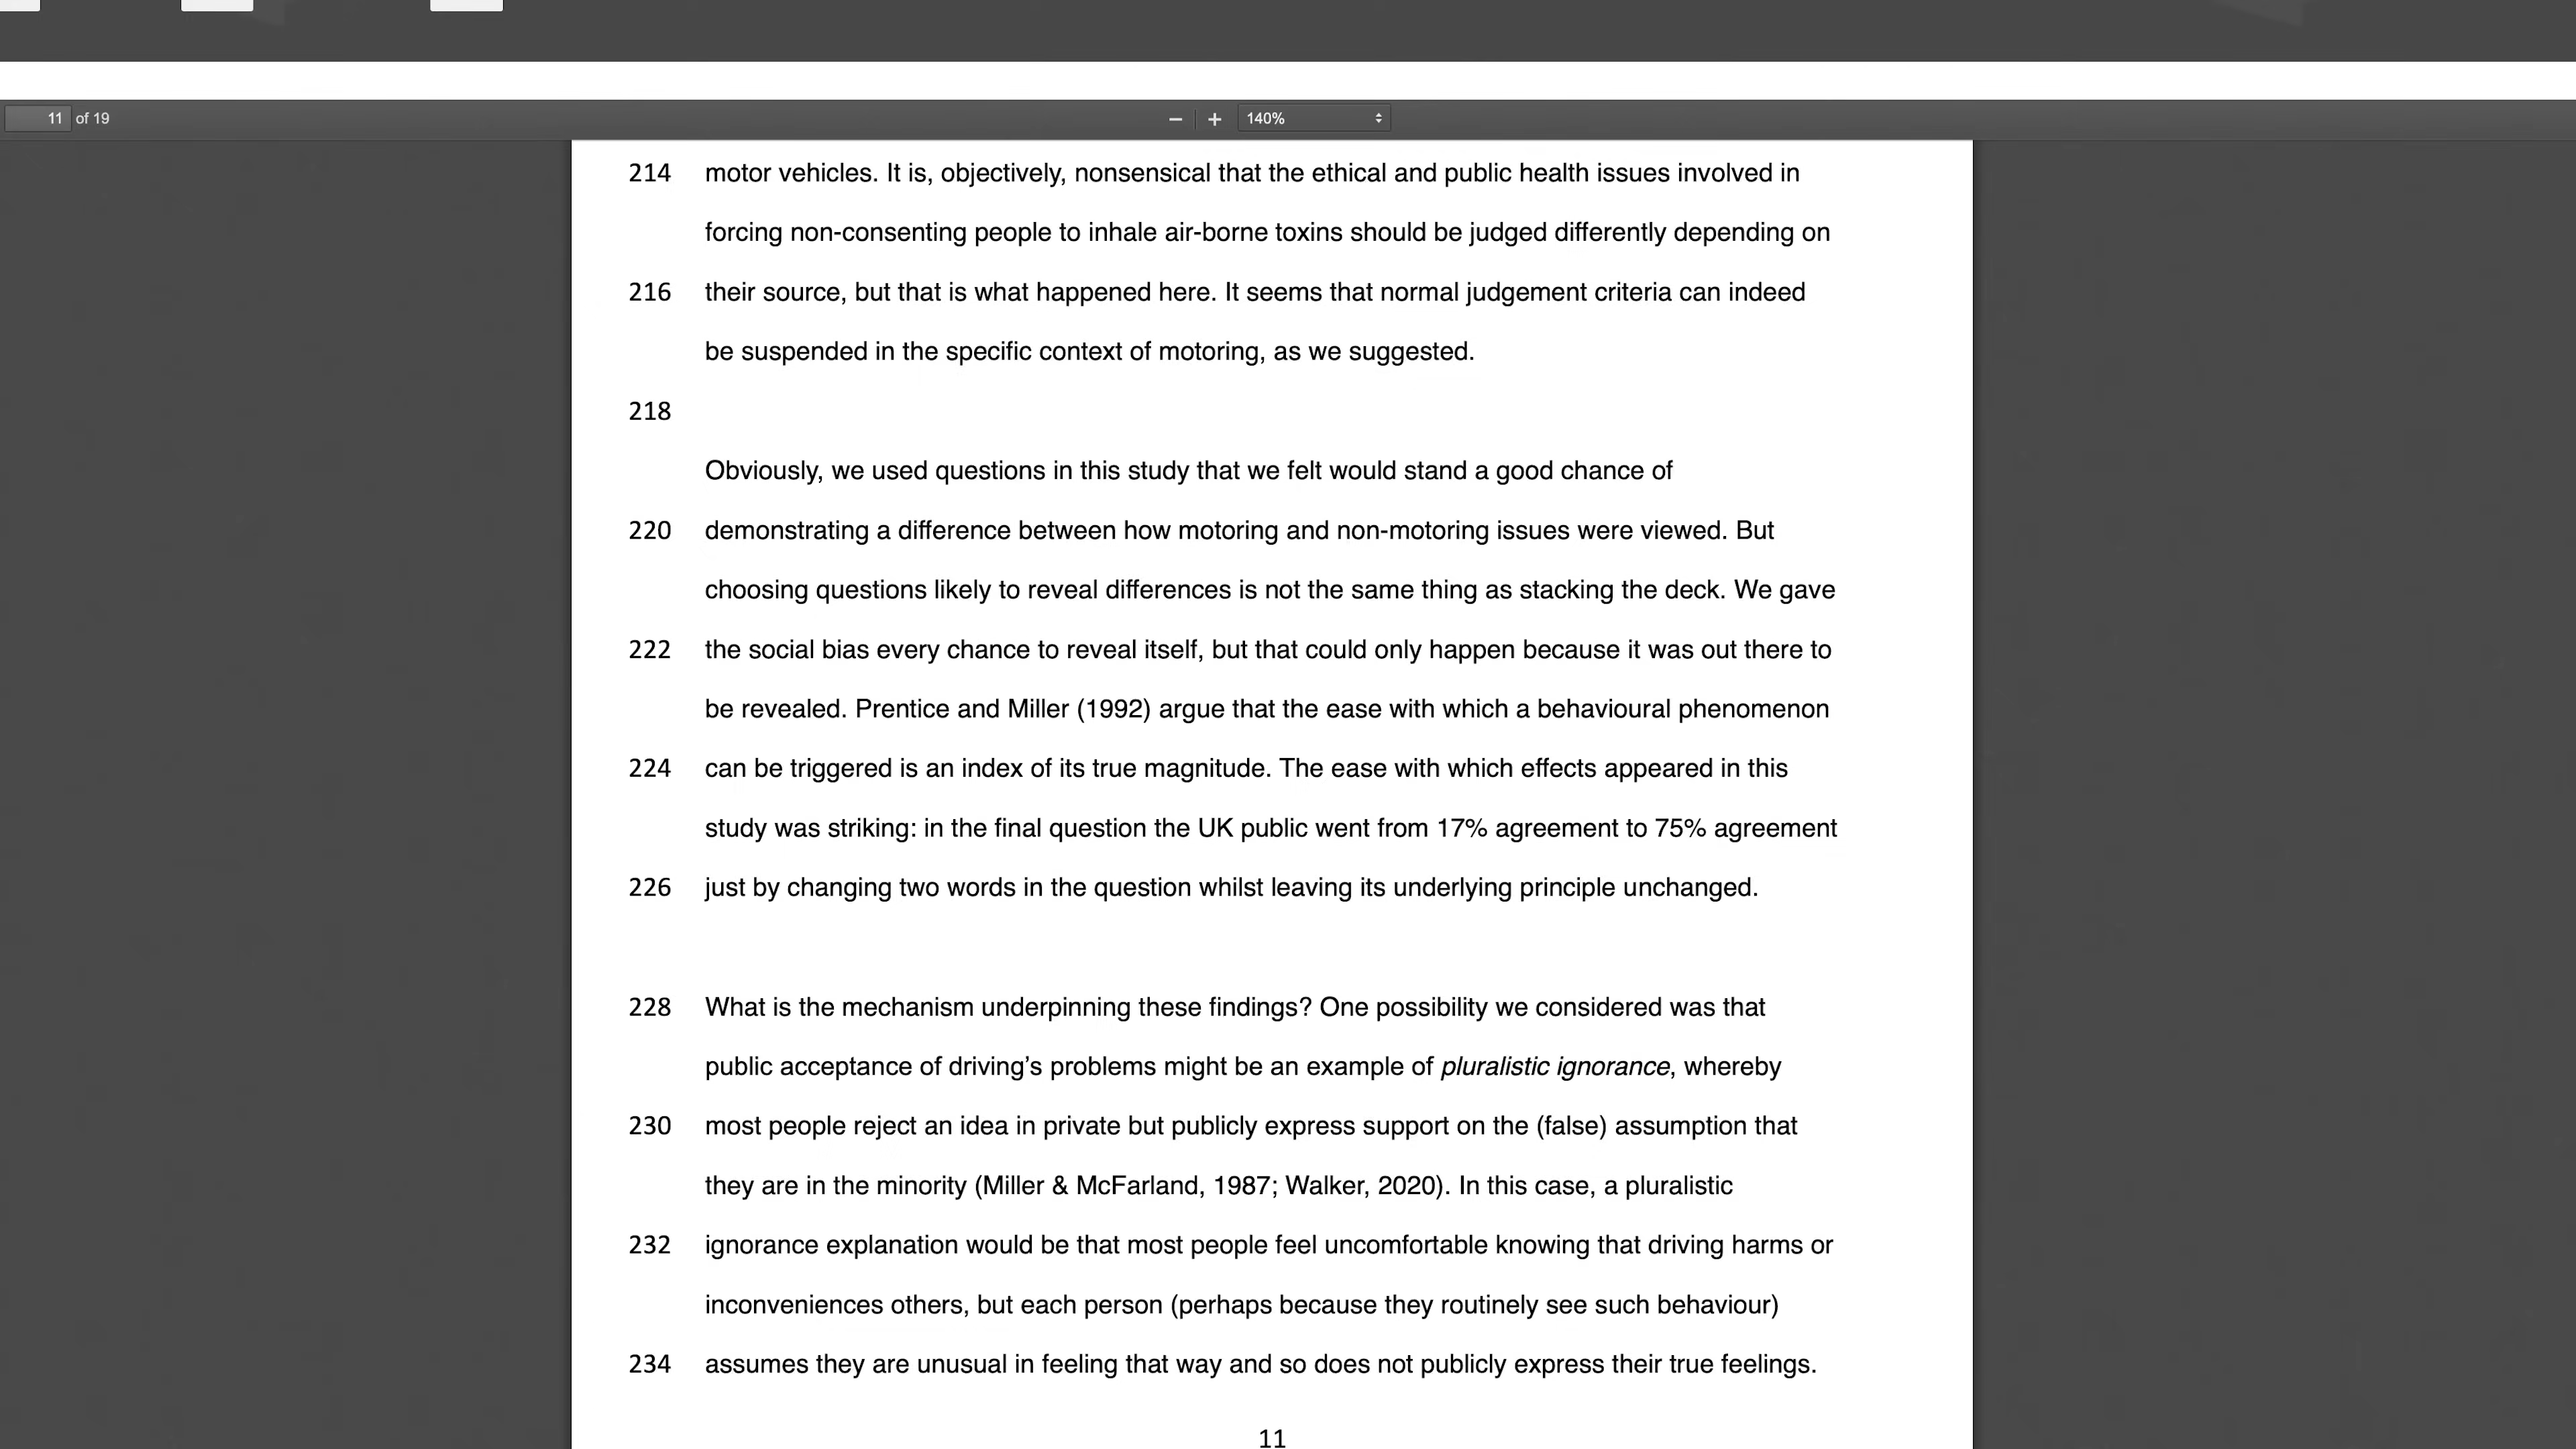 11 of 19
− + 140%
214 motor vehicles. It is, objectively, nonsensical that the ethical and public health issues involved in
forcing non-consenting people to inhale air-borne toxins should be judged differently depending on
216 their source, but that is what happened here. It seems that normal judgement criteria can indeed
be suspended in the specific context of motoring, as we suggested.
218
Obviously, we used questions in this study that we felt would stand a good chance of
220 demonstrating a difference between how motoring and non-motoring issues were viewed. But
choosing questions likely to reveal differences is not the same thing as stacking the deck. We gave
222 the social bias every chance to reveal itself, but that could only happen because it was out there to
be revealed. Prentice and Miller (1992) argue that the ease with which a behavioural phenomenon
224 can be triggered is an index of its true magnitude. The ease with which effects appeared in this
study was striking: in the final question the UK public went from 17% agreement to 75% agreement
226 just by changing two words in the question whilst leaving its underlying principle unchanged.
228 What is the mechanism underpinning these findings? One possibility we considered was that
public acceptance of driving’s problems might be an example of pluralistic ignorance, whereby
230 most people reject an idea in private but publicly express support on the (false) assumption that
they are in the minority (Miller & McFarland, 1987; Walker, 2020). In this case, a pluralistic
232 ignorance explanation would be that most people feel uncomfortable knowing that driving harms or
inconveniences others, but each person (perhaps because they routinely see such behaviour)
234 assumes they are unusual in feeling that way and so does not publicly express their true feelings.
11